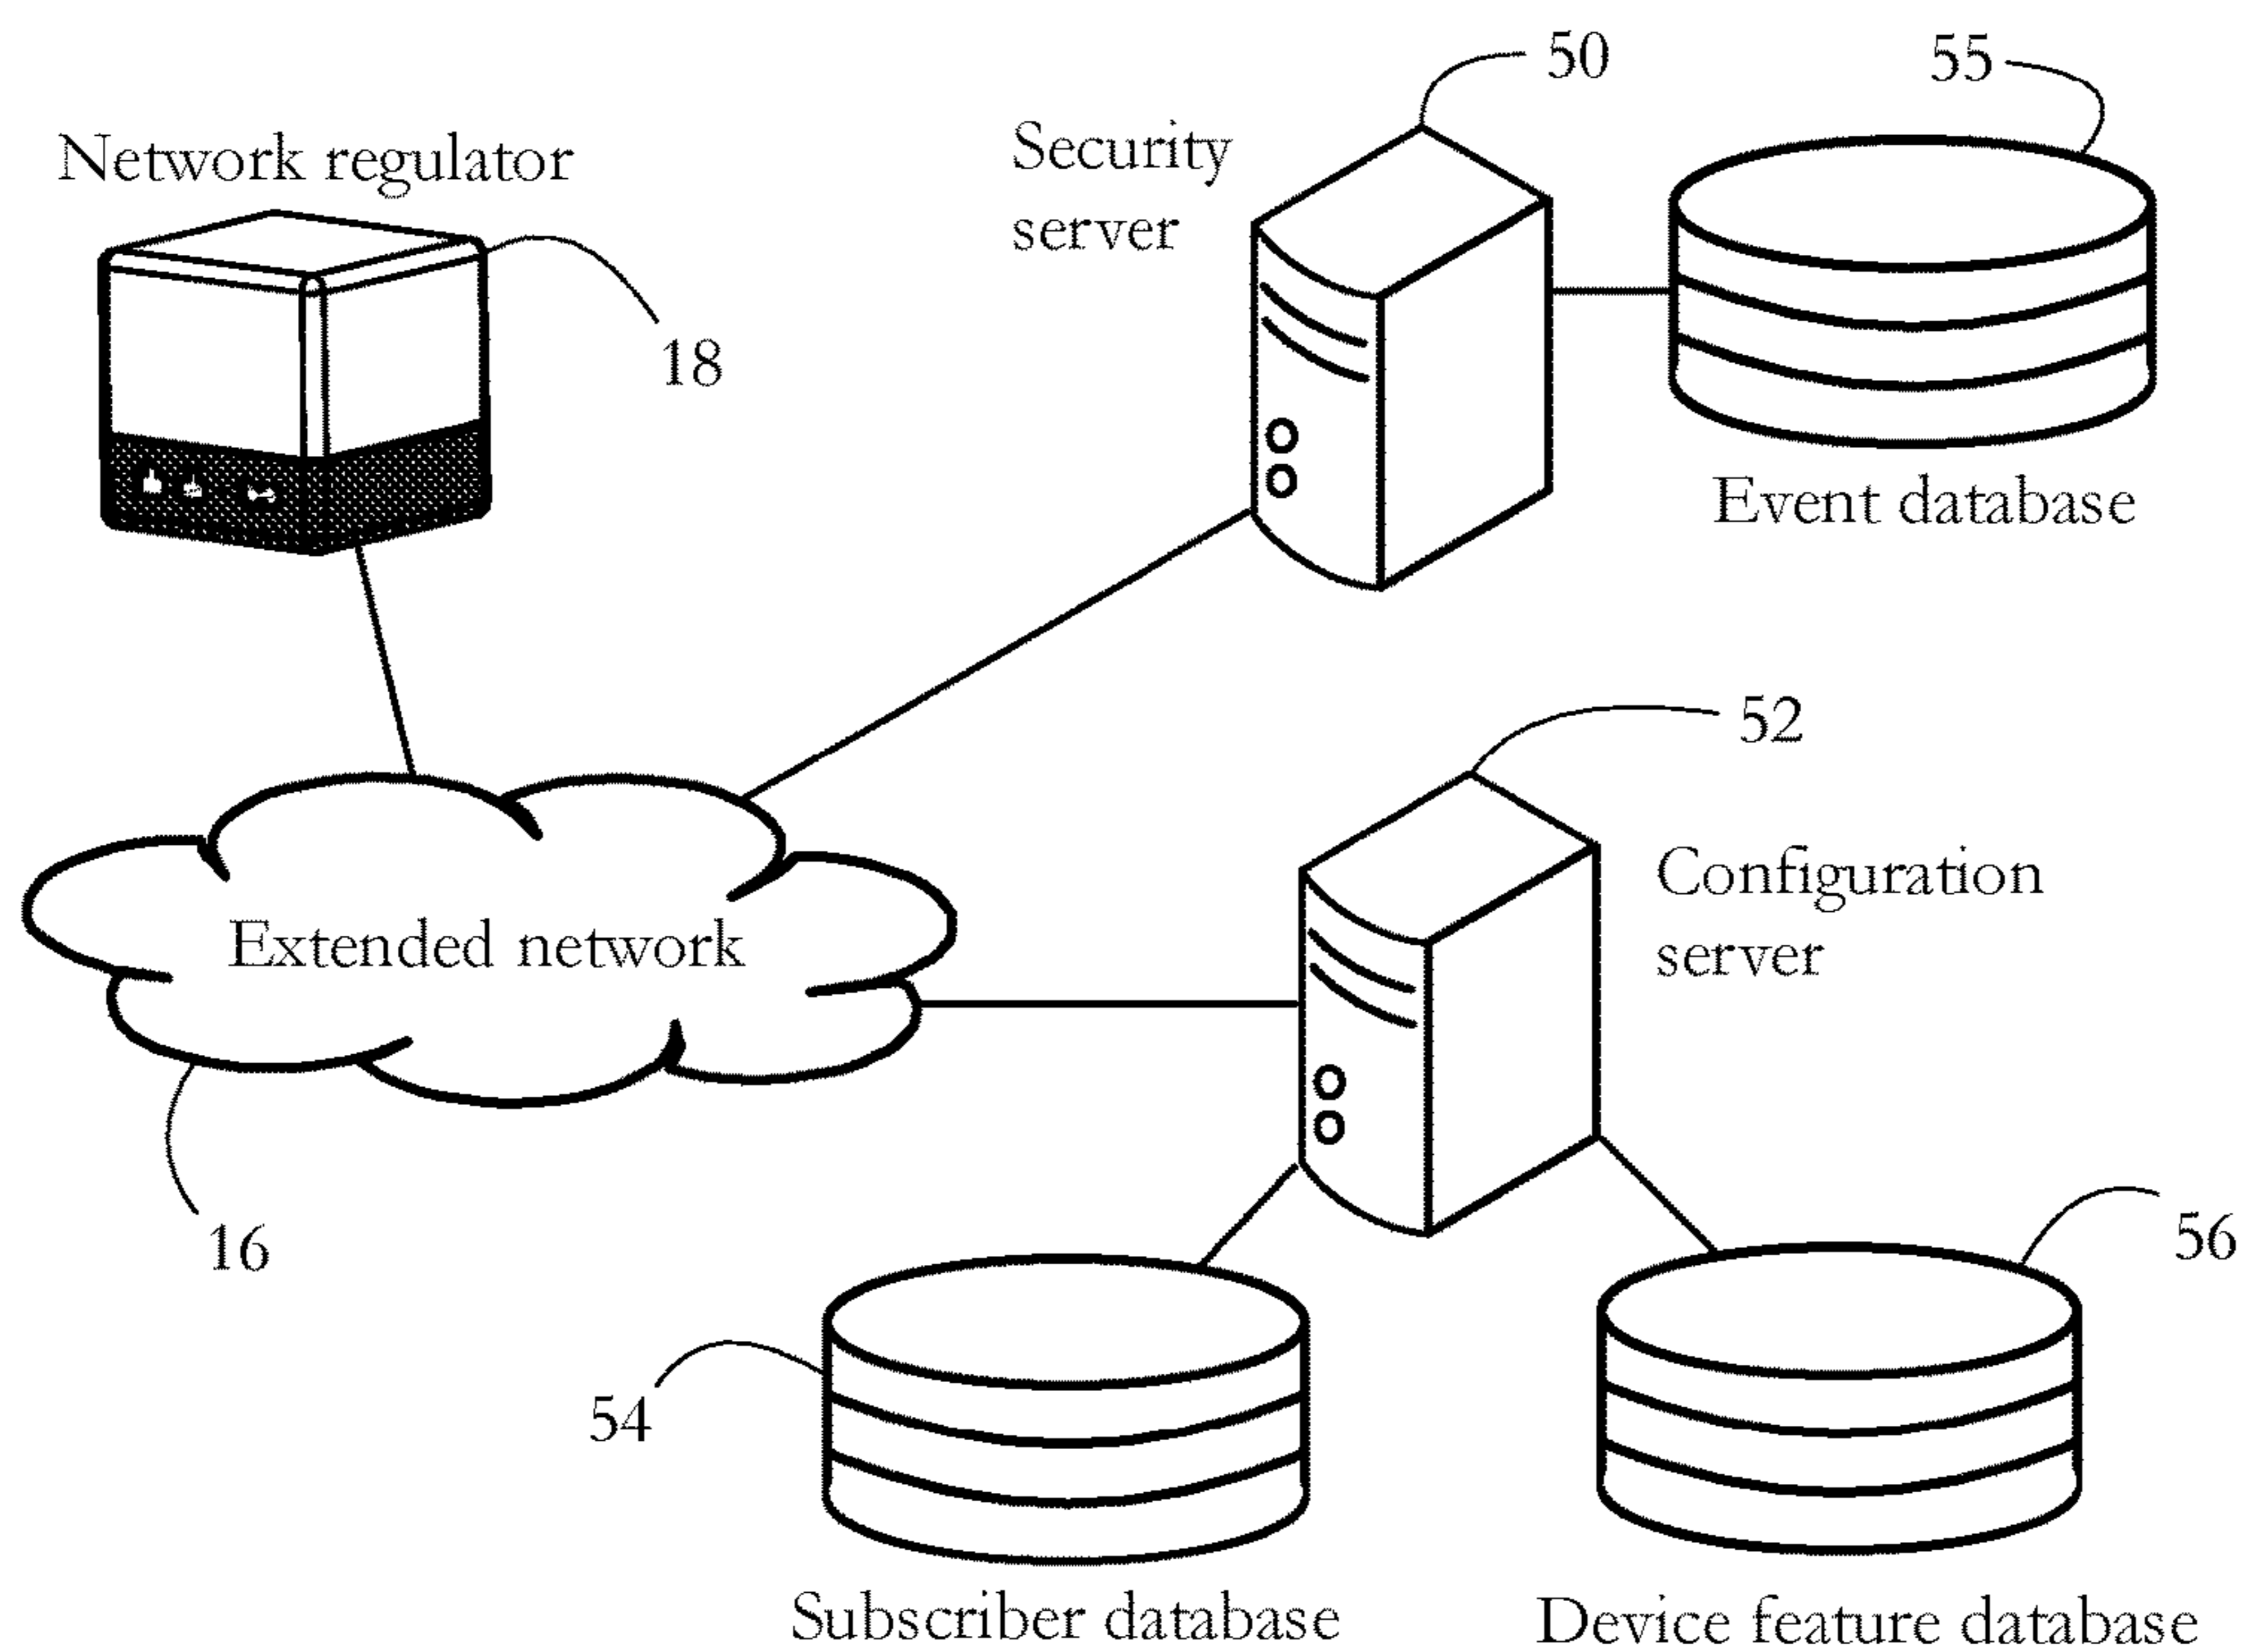 50
55
Network regulator
Security
server
18
Event database
52
Configuration
server
Extended network
16
56
54
Subscriber database
Device feature database